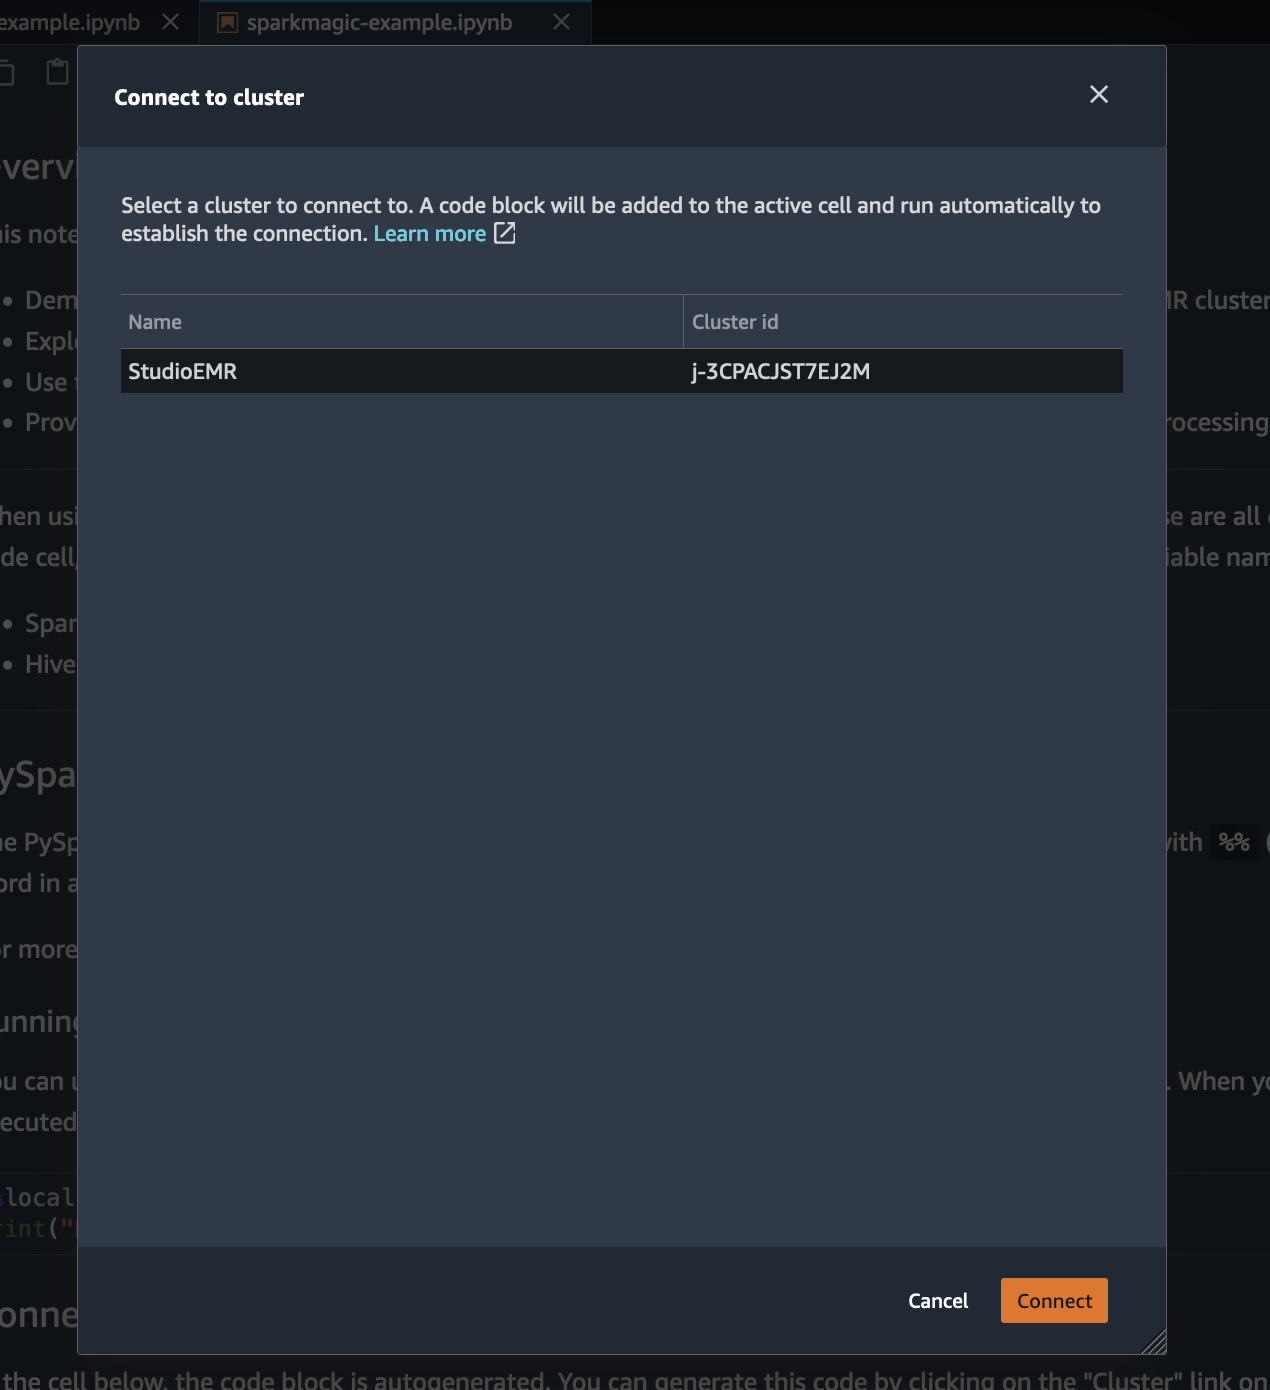 example.ipynb
sparkmagic-example.ipynb
Connect to cluster
Select a cluster to connect to. A code block will be added to the active cell and run automatically to
establish the connection. Learn more
Name Cluster id
StudioEMR j-3CPACJST7EJ2M
Cancel Connect
verv
is note
Dem MR cluster
Expl
Use
Prov rocessing
hen usi se are all
de cell, iable nam
Spar
Hive
ySpa
e PySp with %% (
ord in a
r more
unning
ou can u . When yo
ecuted
local
int("
onne
the cell below, the code block is autogenerated. You can generate this code by clicking on the "Cluster" link on